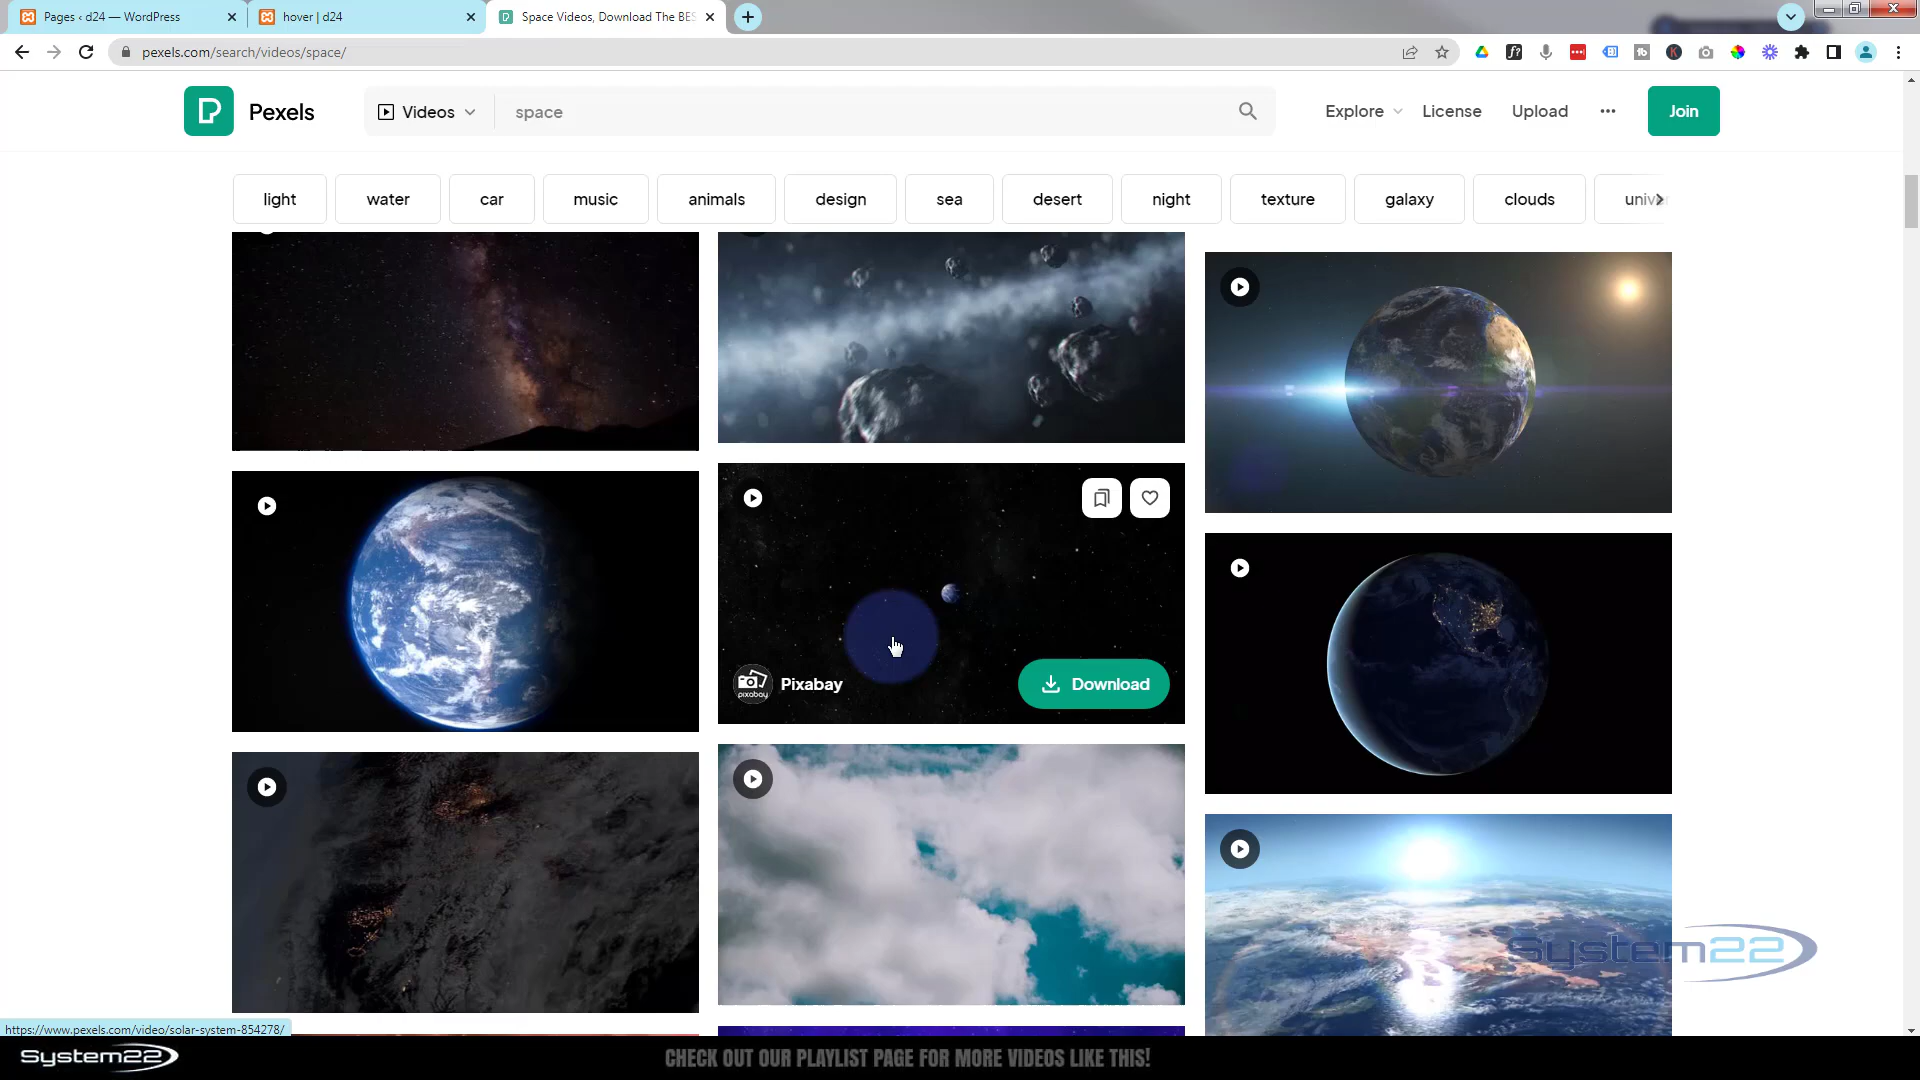 Pages ‹ d24 — WordPress
hover | d24
Space Videos, Download The BES
pexels.com/search/videos/space/
Pexels
Videos
space
Explore
License
Upload
Join
light
water
car
music
animals
design
sea
desert
night
texture
galaxy
clouds
unive
Pixabay
Download
System22
https://www.pexels.com/video/solar-system-854278/
System22
CHECK OUT OUR PLAYLIST PAGE FOR MORE VIDEOS LIKE THIS!